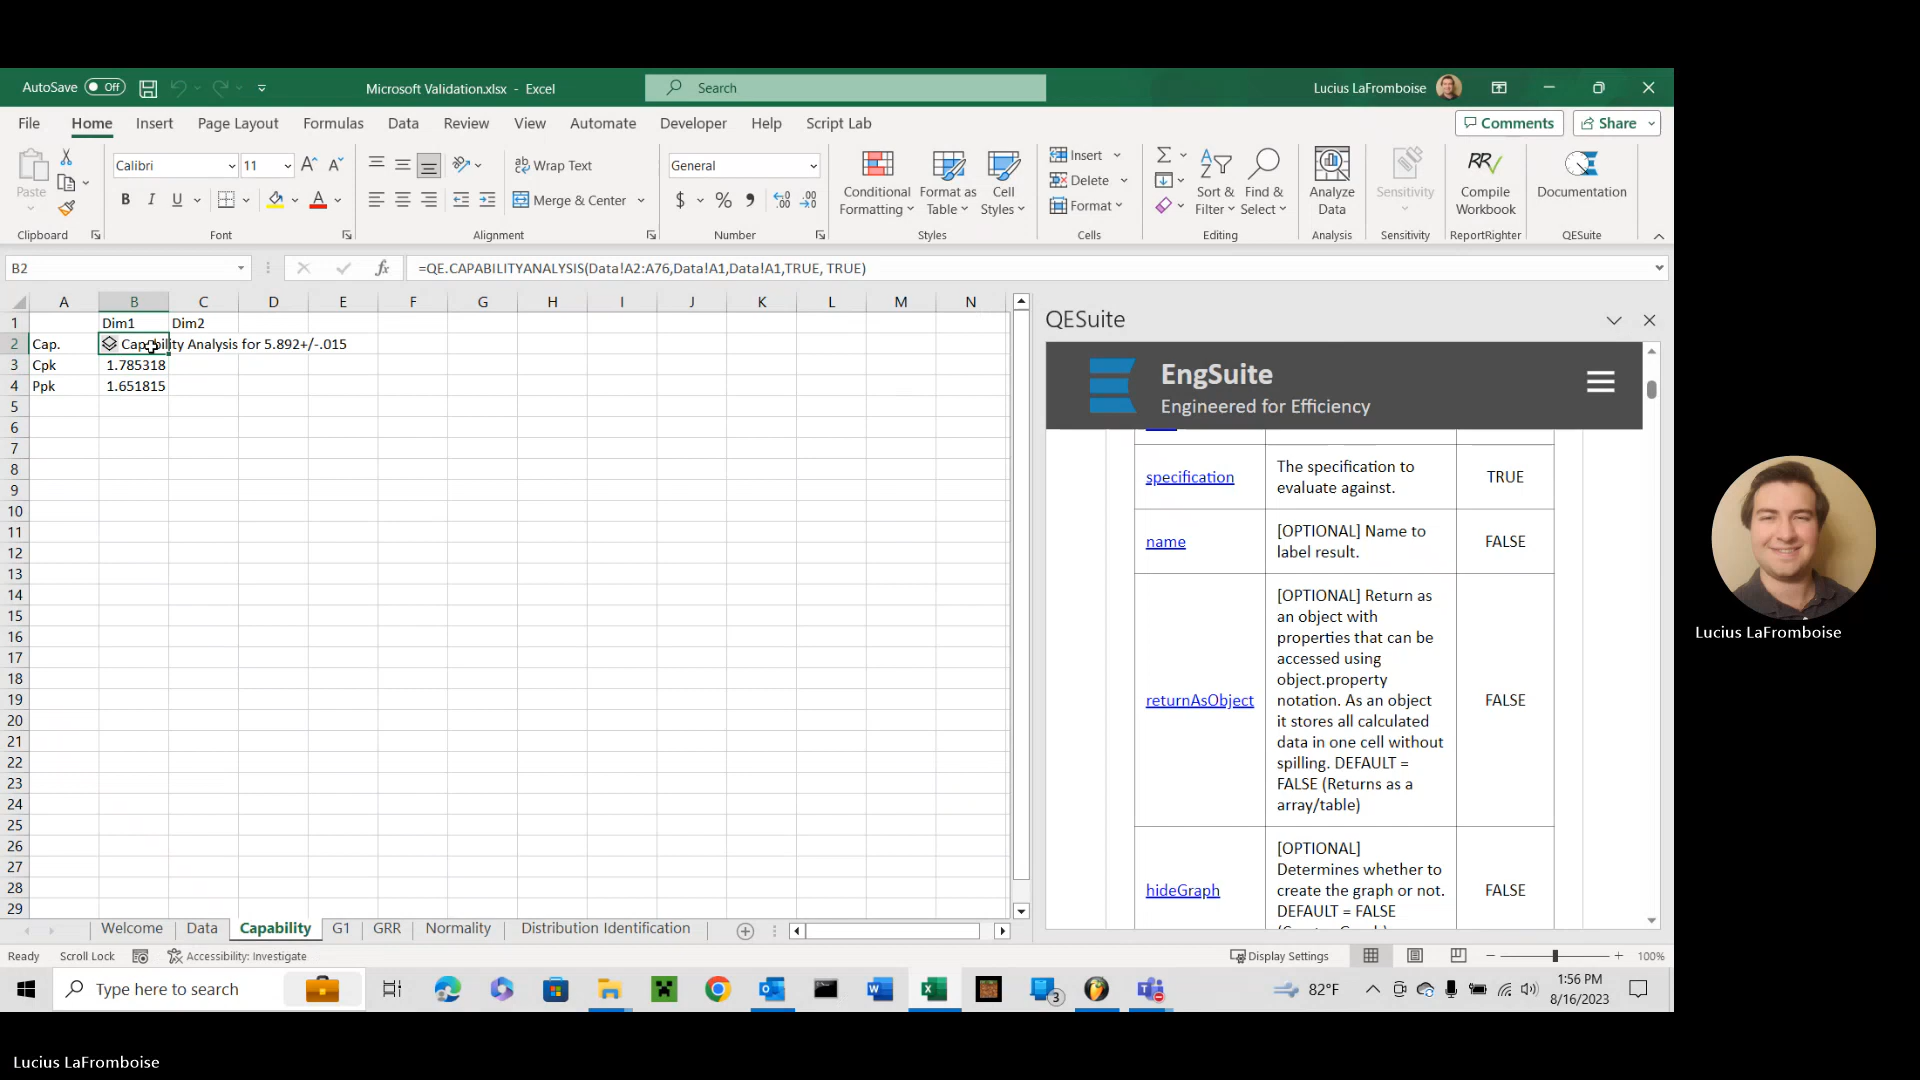 AutoSave Off Microsoft Validation.xlsx - Excel Search Lucius LaFromboise
File Home Insert Page Layout Formulas Data Review View Automate Developer Help Script Lab Comments Share
Paste
Clipboard
Calibri 11
B I U
Font
Wrap Text
Merge & Center
Alignment
General
$ % 9
Number
Conditional Formatting
Format as Table
Cell Styles
Styles
Insert
Delete
Format
Cells
Sort & Filter
Find & Select
Editing
Analyze Data
Analysis
Sensitivity
Sensitivity
Compile Workbook
ReportRighter
Documentation
QESuite
B2 fx =QE.CAPABILITYANALYSIS(Data!A2:A76,Data!A1,Data!A1,TRUE, TRUE)
A B C D E F G H I J K L M N
1 Dim1 Dim2
2 Cap. Capability Analysis for 5.892+/-.015
3 Cpk 1.785318
4 Ppk 1.651815
5
6
7
8
9
10
11
12
13
14
15
16
17
18
19
20
21
22
23
24
25
26
27
28
29
QESuite
EngSuite
Engineered for Efficiency
specification The specification to evaluate against. TRUE
name [OPTIONAL] Name to label result. FALSE
returnAsObject
[OPTIONAL] Return as
an object with
properties that can be
accessed using
object.property
notation. As an object
it stores all calculated
data in one cell without
spilling. DEFAULT =
FALSE (Returns as a
array/table)
FALSE
hideGraph
[OPTIONAL]
Determines whether to
create the graph or not.
DEFAULT = FALSE
FALSE
Welcome Data Capability G1 GRR Normality Distribution Identification
Ready Scroll Lock Accessibility: Investigate Display Settings 100%
Type here to search 3 82°F 1:56 PM
8/16/2023
Lucius LaFromboise
Lucius LaFromboise